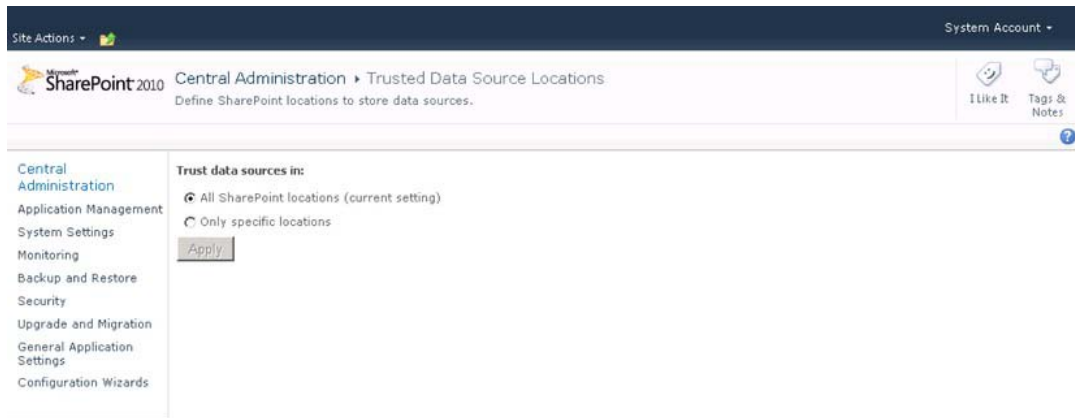 Site Actions
System Account
Microsoft
SharePoint 2010
Central Administration
Trusted Data Source Locations
Define SharePoint locations to store data sources.
I Like It
Tags &
Notes
Central
Administration
Application Management
System Settings
Monitoring
Backup and Restore
Security
Upgrade and Migration
General Application
Settings
Configuration Wizards
Trust data sources in:
All SharePoint locations (current setting)
Only specific locations
Apply